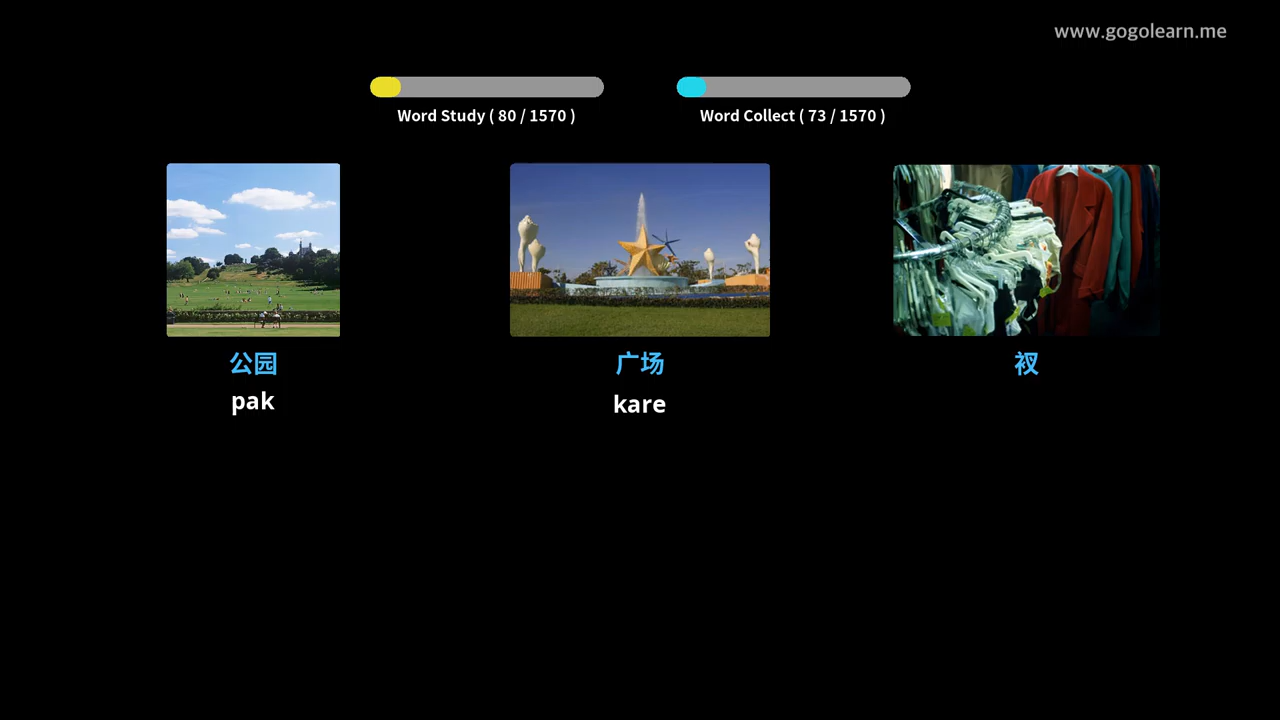 www.gogolearn.me
Word Study ( 80 / 1570 )
Word Collect ( 73 / 1570 )
公园
广场
衩
pak
kare